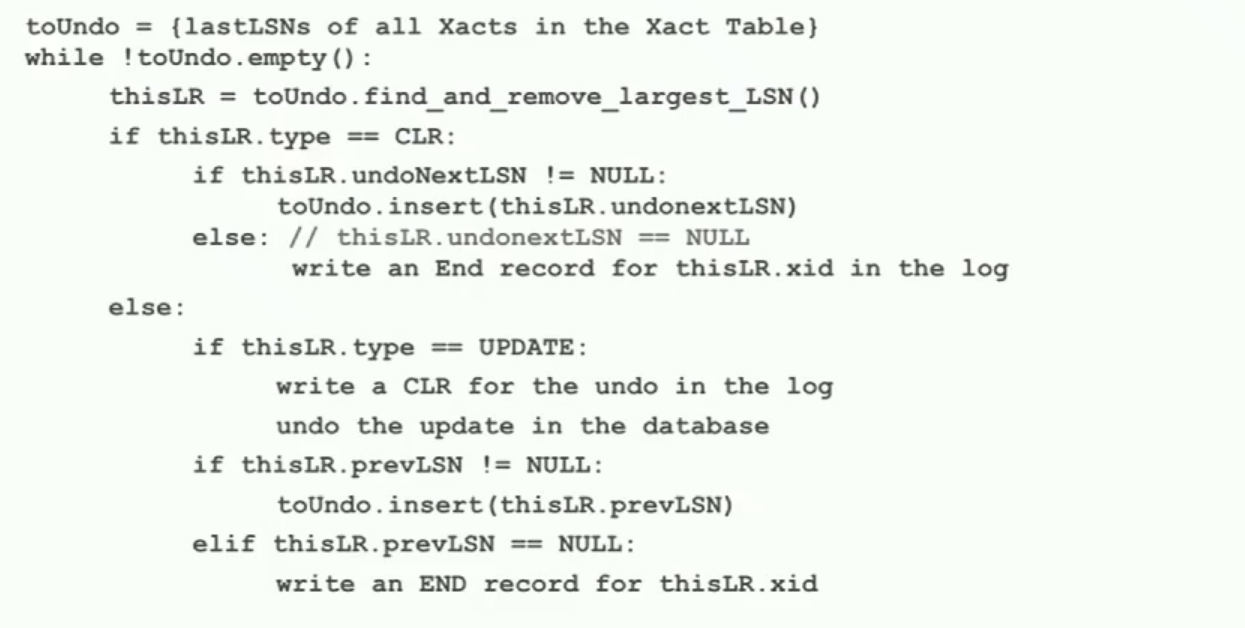 toUndo = {lastLSNs of all Xacts in the Xact Table}
while !toUndo.empty():
thisLR = toUndo.find_and_remove_largest_LSN()
if thisLR.type == CLR:
if thisLR.undoNextLSN != NULL:
toUndo.insert(thisLR.undonextLSN)
else: // thisLR.undonextLSN == NULL
write an End record for thisLR.xid in the log
else:
if thisLR.type == UPDATE:
write a CLR for the undo in the log
undo the update in the database
if thisLR.prevLSN != NULL:
toUndo.insert(thisLR.prevLSN)
elif thisLR.prevLSN == NULL:
write an END record for thisLR.xid